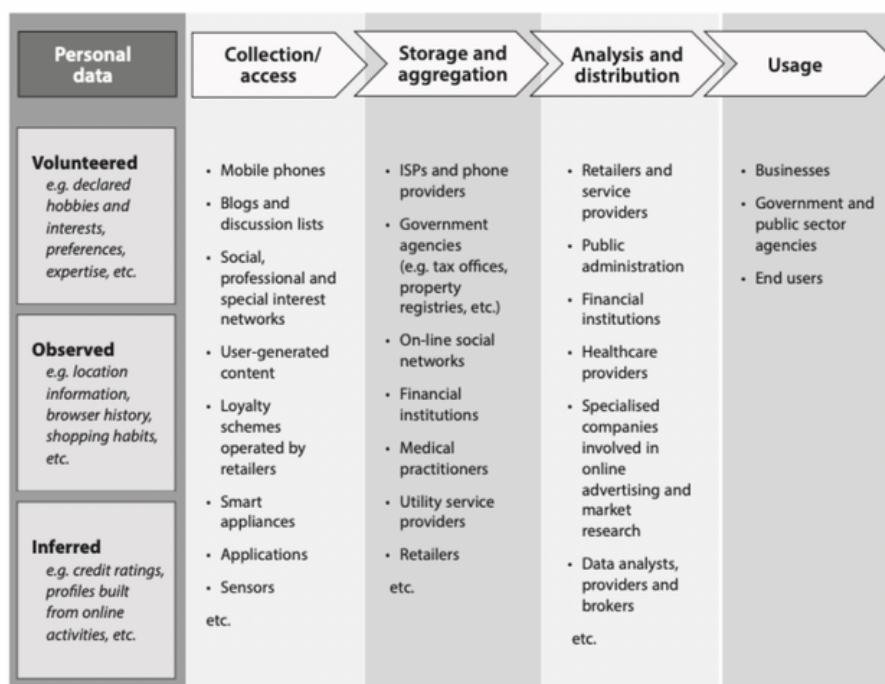 Personal
data
Collection/
access
Storage and
aggregation
Analysis and
distribution
Usage
Volunteered
e.g. declared
hobbies and
interests,
preferences,
expertise, etc.
Observed
e.g. location
information,
browser history,
shopping habits,
etc.
Inferred
e.g. credit ratings,
profiles built
from online
activities, etc.
• Mobile phones
• Blogs and
discussion lists
• Social,
professional and
special interest
networks
• User-generated
content
• Loyalty
schemes
operated by
retailers
• Smart
appliances
• Applications
• Sensors
etc.
• ISPs and phone
providers
• Government
agencies
(e.g. tax offices,
property
registries, etc.)
• On-line social
networks
• Financial
institutions
• Medical
practitioners
• Utility service
providers
• Retailers
etc.
• Retailers and
service
providers
• Public
administration
• Financial
institutions
• Healthcare
providers
• Specialised
companies
involved in
online
advertising and
market
research
• Data analysts,
providers and
brokers
etc.
• Businesses
• Government and
public sector
agencies
• End users